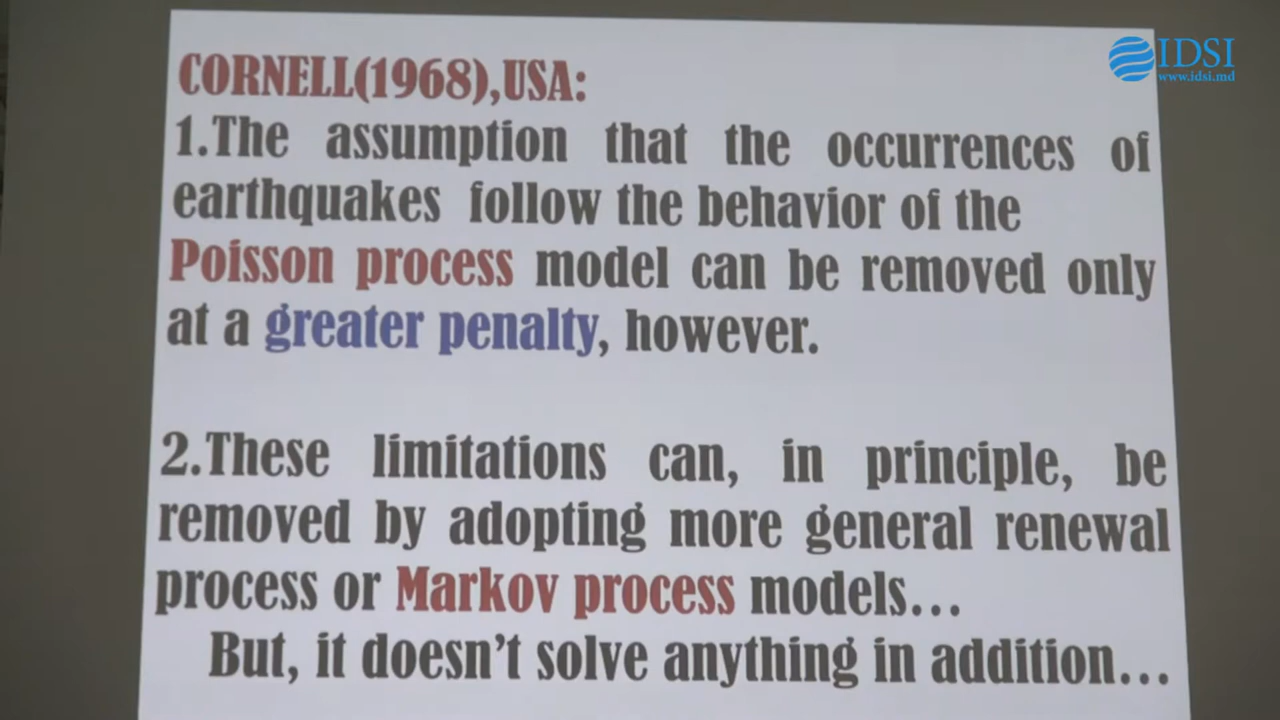 IDSI
www.idsi.md
CORNELL(1968),USA:
1.The assumption that the occurrences of
earthquakes follow the behavior of the
Poisson process model can be removed only
at a greater penalty, however.
2.These limitations can, in principle, be
removed by adopting more general renewal
process or Markov process models...
But, it doesn't solve anything in addition...